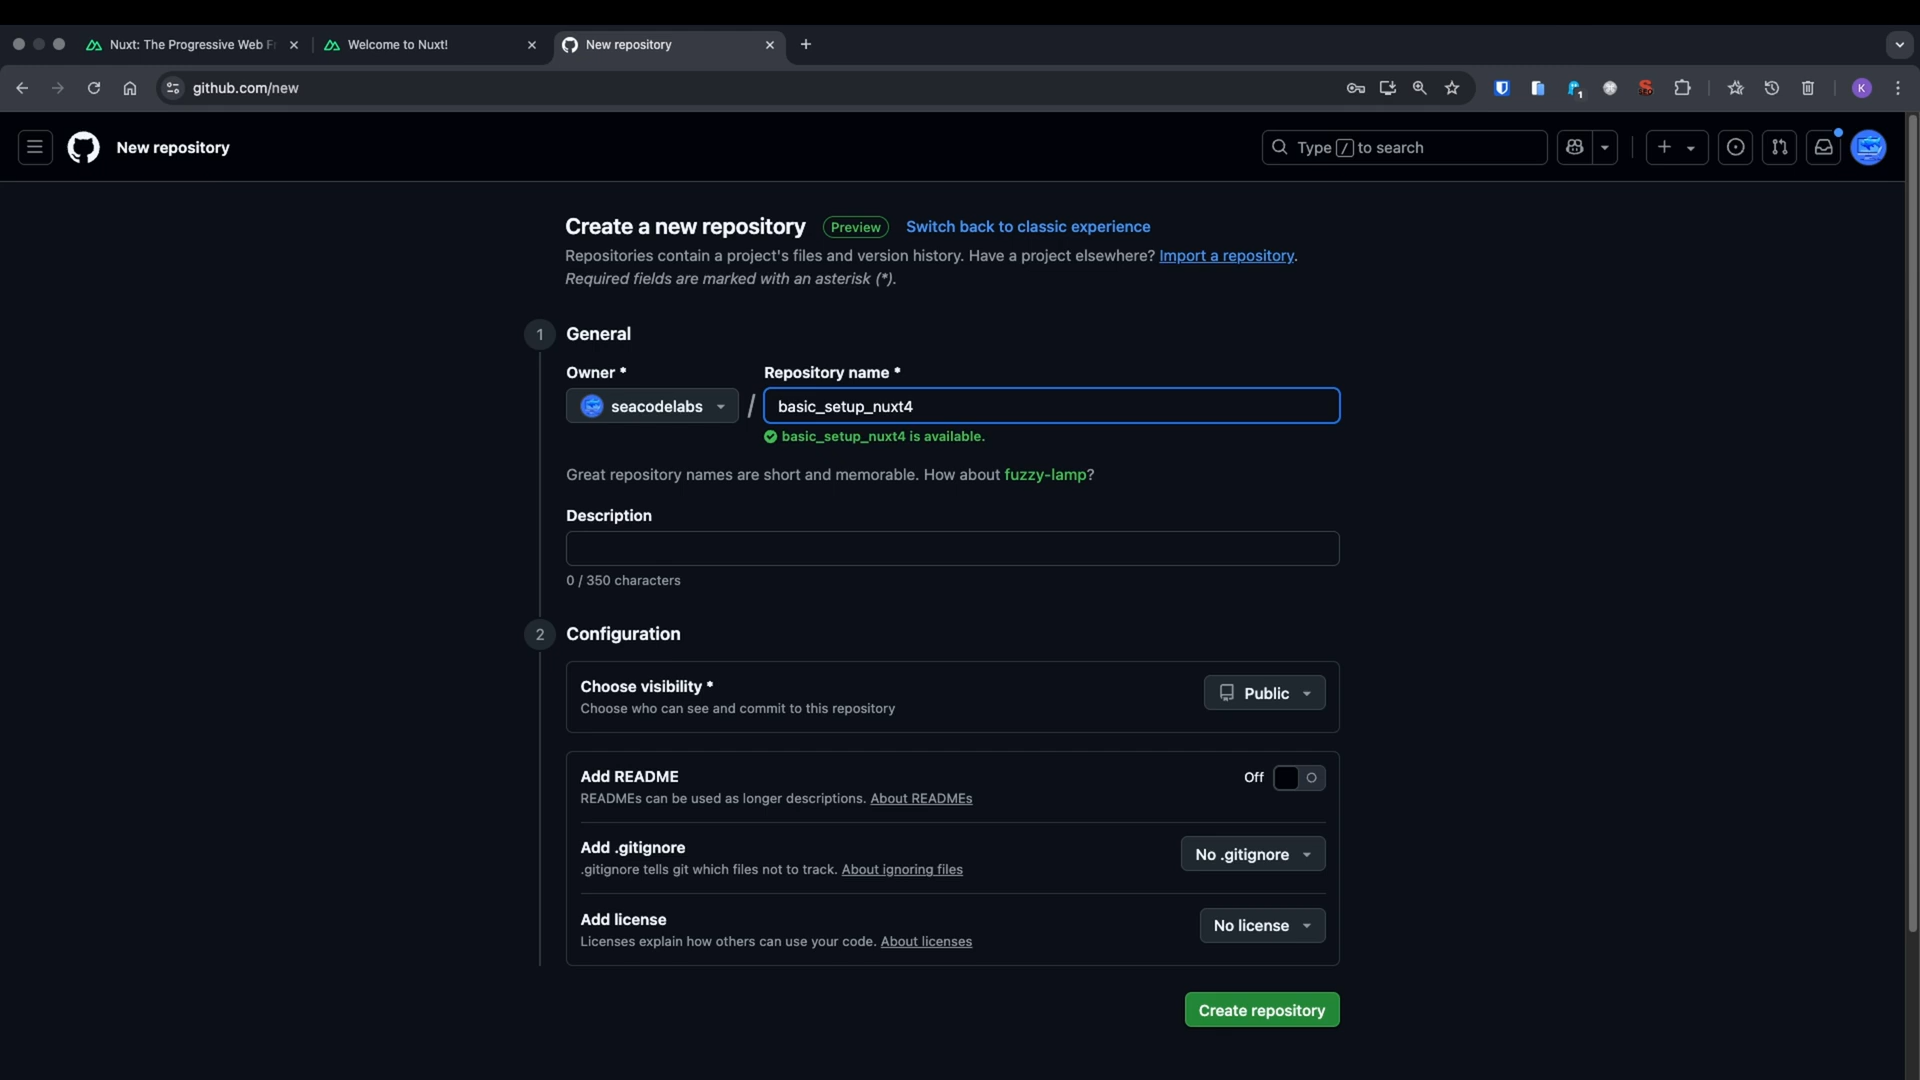 Nuxt: The Progressive Web F
Welcome to Nuxt!
New repository
github.com/new
1
K
New repository
Type / to search
Create a new repository Preview Switch back to classic experience
Repositories contain a project's files and version history. Have a project elsewhere? Import a repository.
Required fields are marked with an asterisk (*).
1 General
Owner * Repository name *
seacodelabs / basic_setup_nuxt4
basic_setup_nuxt4 is available.
Great repository names are short and memorable. How about fuzzy-lamp?
Description
0 / 350 characters
2 Configuration
Choose visibility * Public
Choose who can see and commit to this repository
Add README Off
READMEs can be used as longer descriptions. About READMEs
Add .gitignore No .gitignore
.gitignore tells git which files not to track. About ignoring files
Add license No license
Licenses explain how others can use your code. About licenses
Create repository